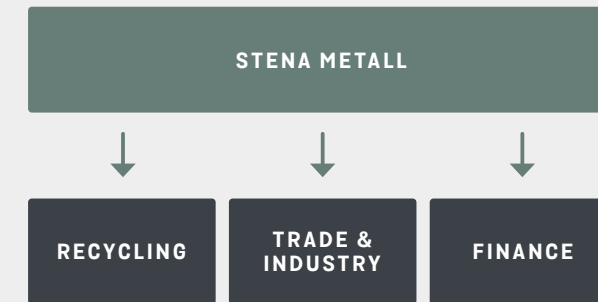 STENA METALL
RECYCLING
TRADE &
INDUSTRY
FINANCE